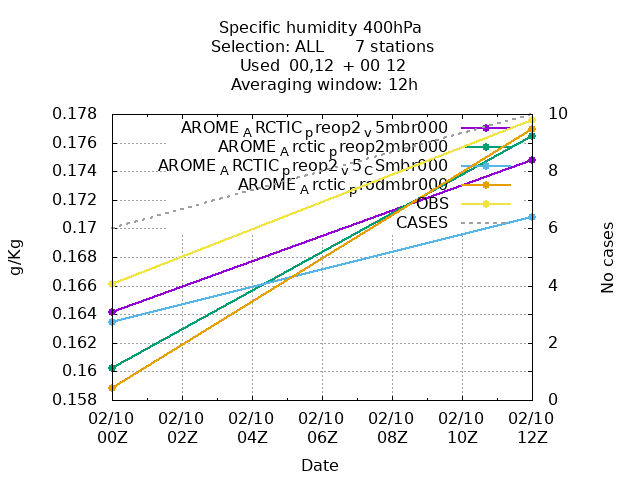 Specific humidity 400hPa
Selection: ALL 7 stations
Used 00,12 + 00 12
Averaging window: 12h
0.178
0.176
0.174
0.172
0.17
0.168
0.166
0.164
0.162
0.16
0.158
g/Kg
AROME_ARCTIC_preop2_v5mbr000
AROME_Arctic_preop2mbr000
AROME_ARCTIC_preop2_v5_CSmbr000
AROME_Arctic_prodmbr000
OBS
CASES
10
8
6
4
2
0
No cases
02/10 02/10 02/10 02/10 02/10 02/10 02/10
00Z 02Z 04Z 06Z 08Z 10Z 12Z
Date